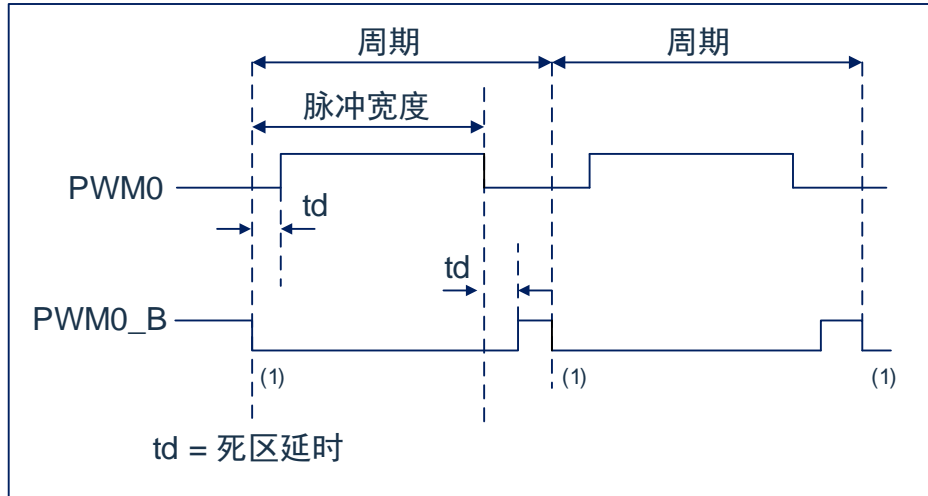 周期 周期
脉冲宽度
PWM0
td
td
PWM0_B
(1) (1) (1)
td = 死区延时